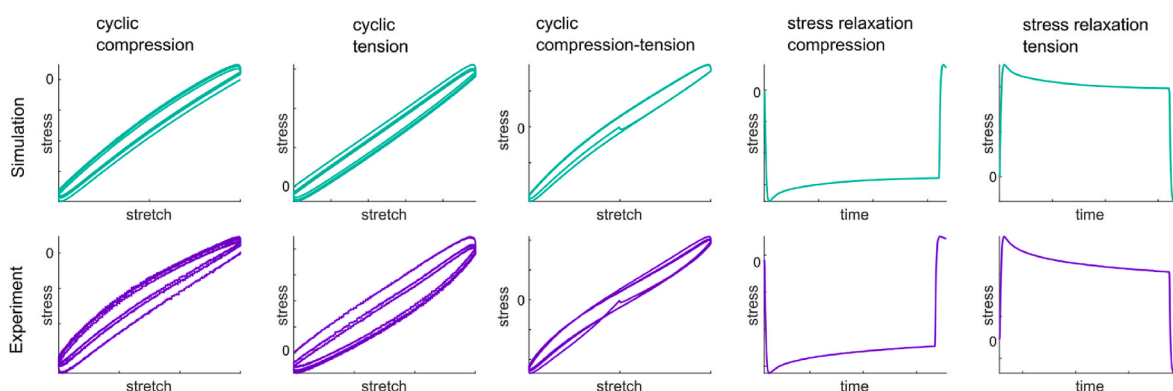 cyclic
compression
cyclic
tension
cyclic
compression-tension
stress relaxation
compression
stress relaxation
tension
Simulation
stress
0
stretch
stress
0
stretch
stress
0
stretch
stress
0
time
stress
0
time
Experiment
stress
0
stretch
stress
0
stretch
stress
0
stretch
stress
0
time
stress
0
time